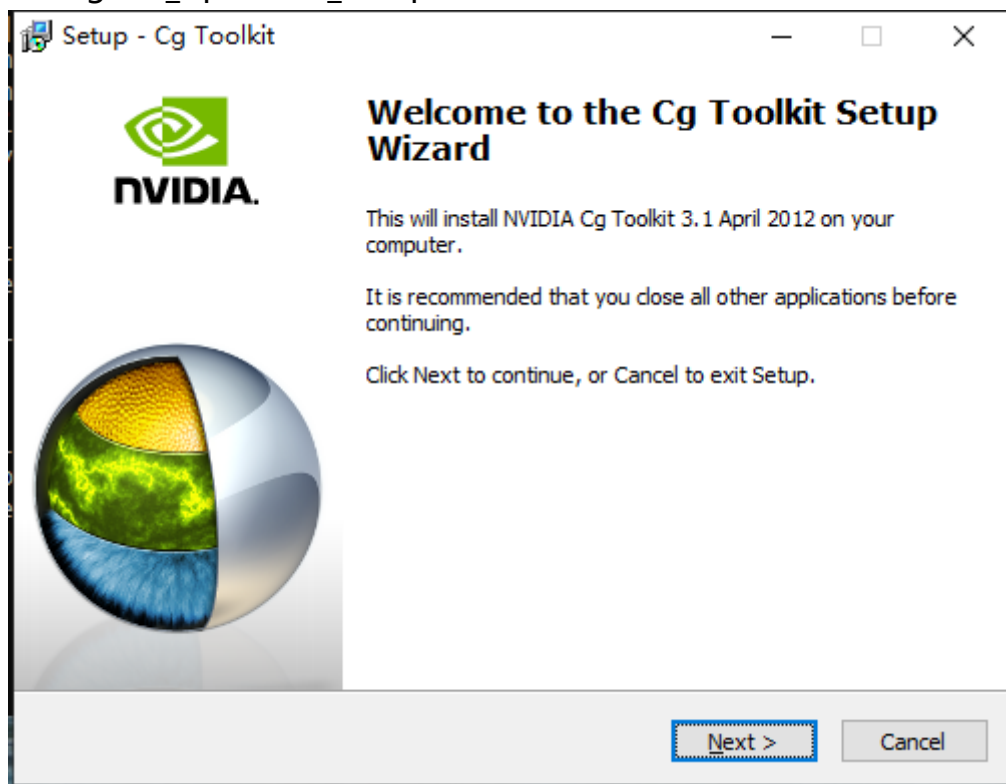 Setup - Cg Toolkit
Welcome to the Cg Toolkit Setup
Wizard
nVIDIA.
This will install NVIDIA Cg Toolkit 3.1 April 2012 on your
computer.
It is recommended that you close all other applications before
continuing.
Click Next to continue, or Cancel to exit Setup.
Next >
Cancel